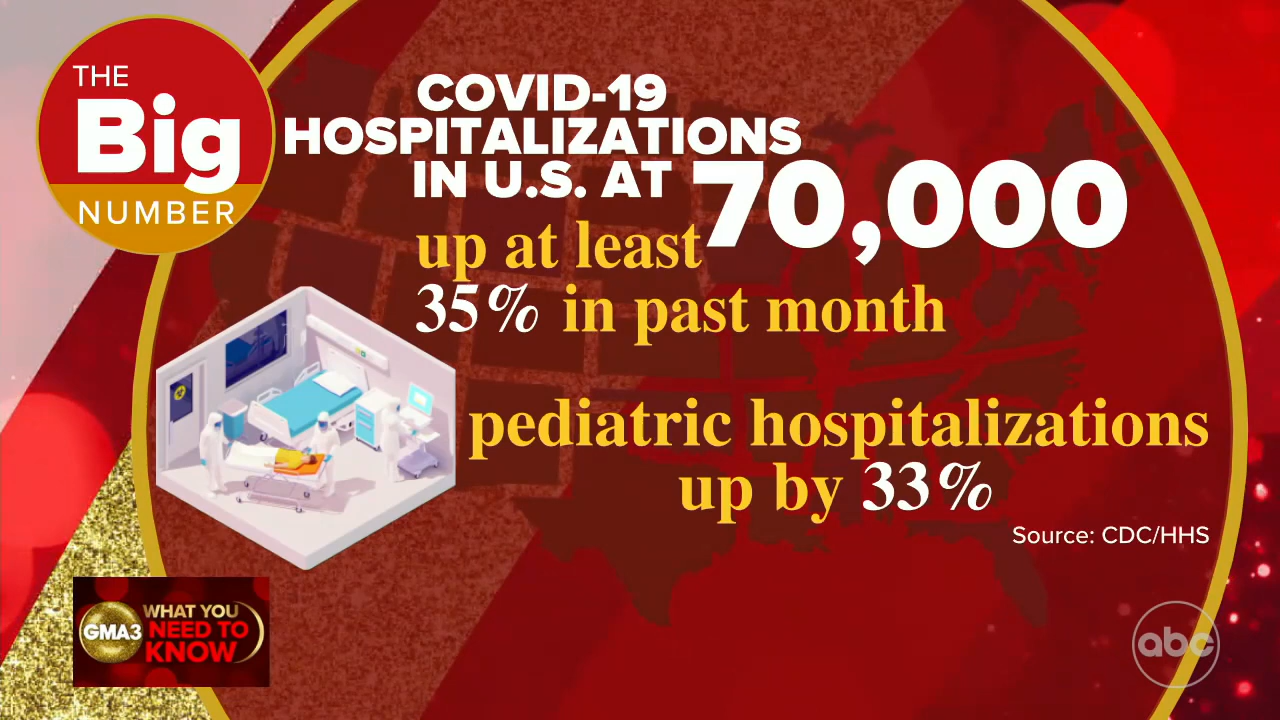 THE
Big
NUMBER
COVID-19
HOSPITALIZATIONS
IN U.S. AT 70,000
up at least
35% in past month
pediatric hospitalizations
up by 33%
Source: CDC/HHS
GMA3
WHAT YOU
NEED TO
KNOW
abc